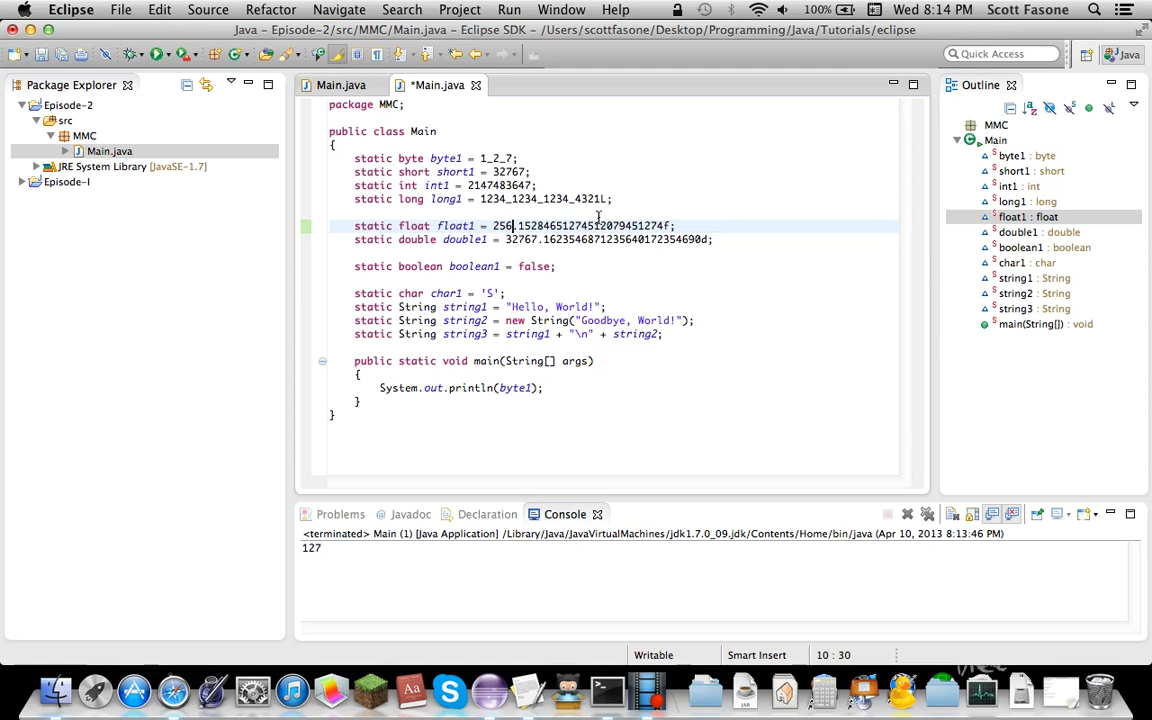 Eclipse File Edit Source Refactor Navigate Search Project Run Window Help 100% Wed 8:14 PM Scott Fasone
Java - Episode-2/src/MMC/Main.java - Eclipse SDK - /Users/scottfasone/Desktop/Programming/Java/Tutorials/eclipse
Quick Access Java
Package Explorer
Episode-2
src
MMC
Main.java
JRE System Library [JavaSE-1.7]
Episode-I
Main.java *Main.java
package MMC;
public class Main
{
static byte byte1 = 1_2_7;
static short short1 = 32767;
static int int1 = 2147483647;
static long long1 = 1234_1234_1234_4321L;
static float float1 = 256.15284651274512079451274f;
static double double1 = 32767.1623546871235640172354690d;
static boolean boolean1 = false;
static char char1 = 'S';
static String string1 = "Hello, World!";
static String string2 = new String("Goodbye, World!");
static String string3 = string1 + "\n" + string2;
public static void main(String[] args)
{
System.out.println(byte1);
}
}
Outline
MMC
Main
byte1 : byte
short1 : short
int1 : int
long1 : long
float1 : float
double1 : double
boolean1 : boolean
char1 : char
string1 : String
string2 : String
string3 : String
main(String[]) : void
Problems Javadoc Declaration Console
<terminated> Main (1) [Java Application] /Library/Java/JavaVirtualMachines/jdk1.7.0_09.jdk/Contents/Home/bin/java (Apr 10, 2013 8:13:46 PM)
127
Writable Smart Insert 10 : 30
JAR